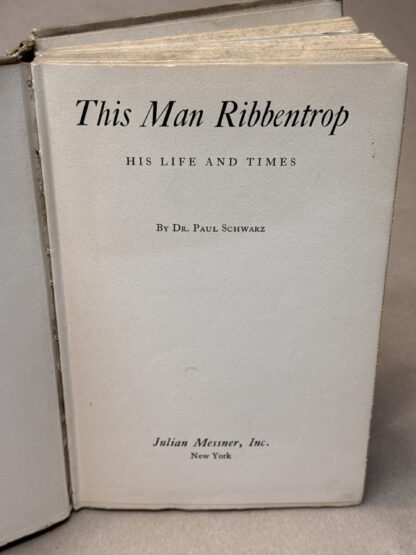 This Man Ribbentrop
HIS LIFE AND TIMES
By Dr. Paul Schwarz
Julian Messner, Inc.
New York